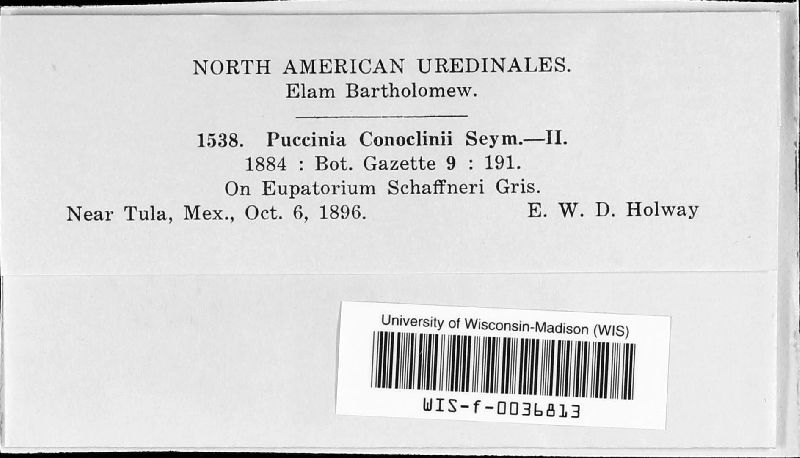 NORTH AMERICAN UREDINALES.
Elam Bartholomew.
1538. Puccinia Conoclinii Seym.—II.
1884 : Bot. Gazette 9 : 191.
On Eupatorium Schaffneri Gris.
Near Tula, Mex., Oct. 6, 1896. E. W. D. Holway
University of Wisconsin-Madison (WIS)
WIS-f-0036813